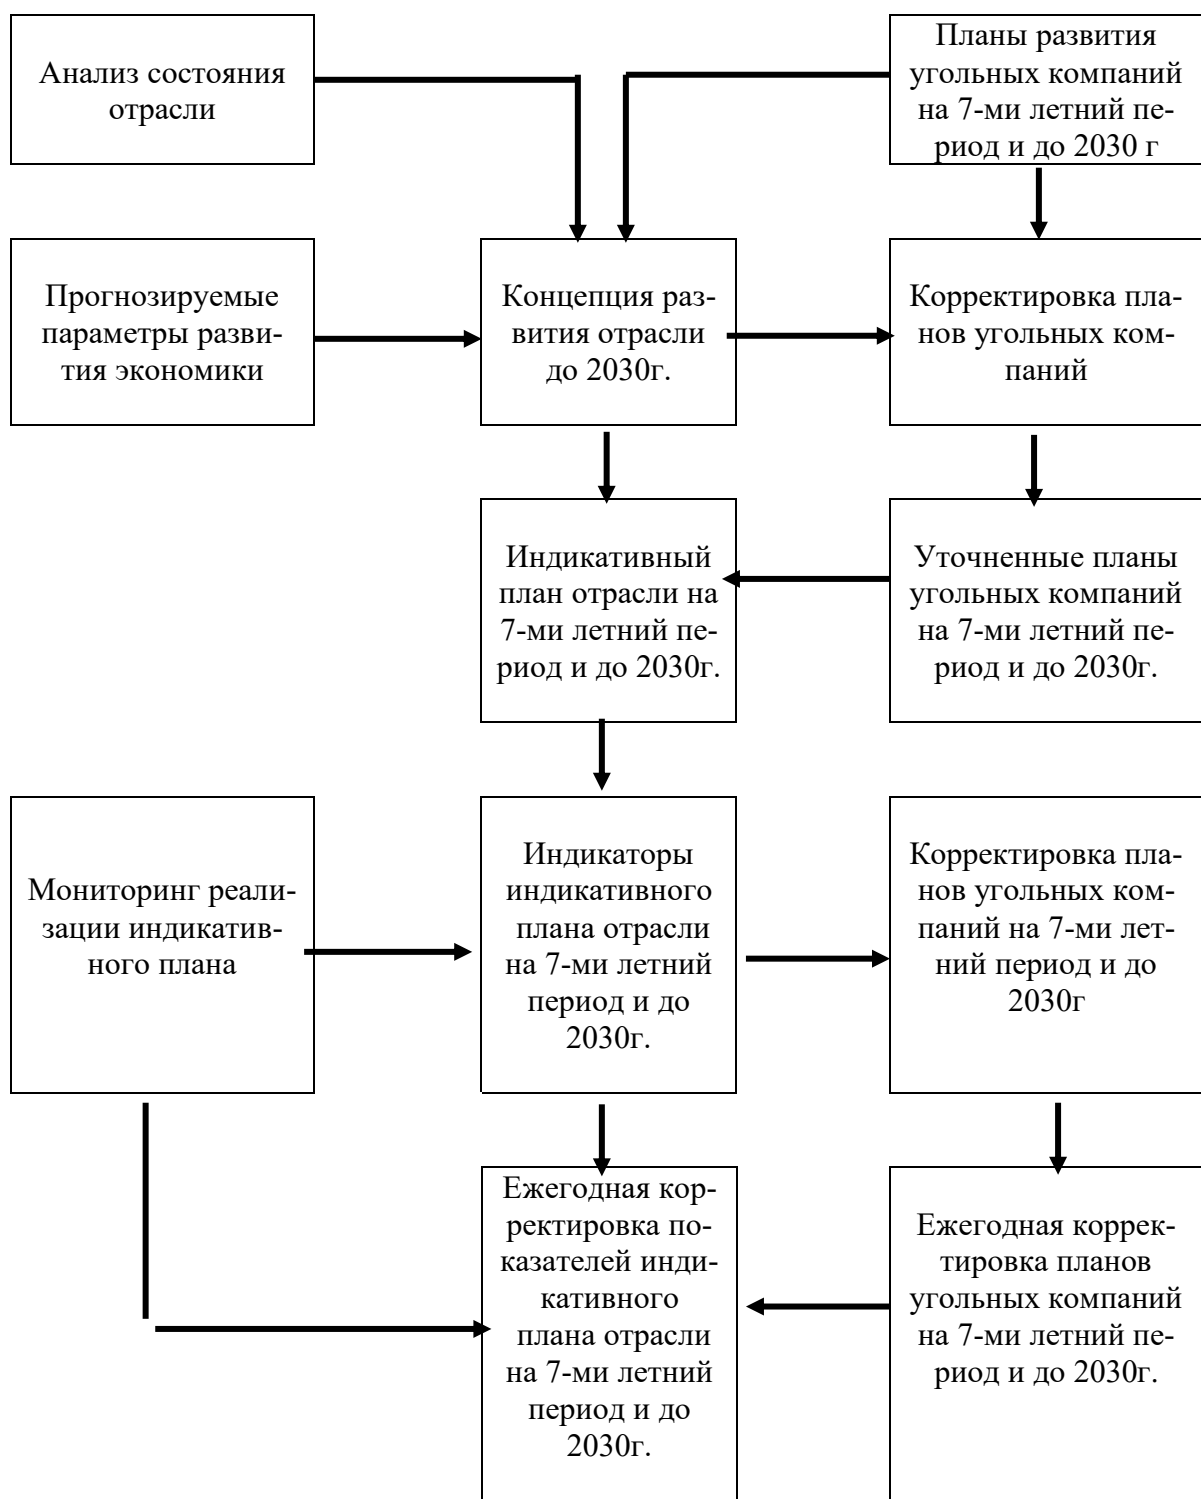 Анализ состояния
отрасли
Планы развития
угольных компаний
на 7-ми летний пе-
риод и до 2030 г
Прогнозируемые
параметры разви-
тия экономики
Концепция раз-
вития отрасли
до 2030г.
Корректировка пла-
нов угольных ком-
паний
Индикативный
план отрасли на
7-ми летний пе-
риод и до 2030г.
Уточненные планы
угольных компаний
на 7-ми летний пе-
риод и до 2030г.
Мониторинг реали-
зации индикатив-
ного плана
Индикаторы
индикативного
плана отрасли
на 7-ми летний
период и до
2030г.
Корректировка пла-
нов угольных ком-
паний на 7-ми лет-
ний период и до
2030г
Ежегодная кор-
ректировка по-
казателей инди-
кативного
плана отрасли
на 7-ми летний
период и до
2030г.
Ежегодная коррек-
тировка планов
угольных компаний
на 7-ми летний пе-
риод и до 2030г.